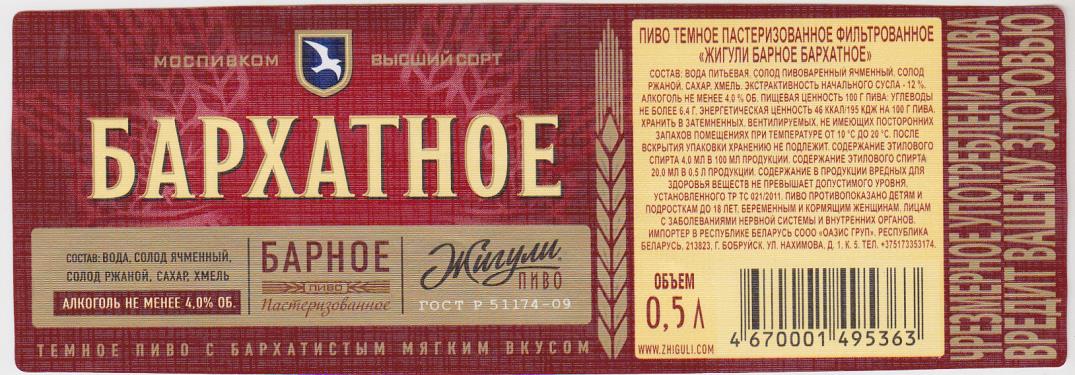 МОСПИВКОМ ВЫСШИЙ СОРТ
БАРХАТНОЕ
СОСТАВ: ВОДА, СОЛОД ЯЧМЕННЫЙ,
СОЛОД РЖАНОЙ, САХАР, ХМЕЛЬ
АЛКОГОЛЬ НЕ МЕНЕЕ 4,0% ОБ.
БАРНОЕ
ПИВО
Пастеризованное
Жигули
ПИВО
ГОСТ Р 51174-09
ТЕМНОЕ ПИВО С БАРХАТИСТЫМ МЯГКИМ ВКУСОМ
ПИВО ТЕМНОЕ ПАСТЕРИЗОВАННОЕ ФИЛЬТРОВАННОЕ
«ЖИГУЛИ БАРНОЕ БАРХАТНОЕ»
СОСТАВ: ВОДА ПИТЬЕВАЯ, СОЛОД ПИВОВАРЕННЫЙ ЯЧМЕННЫЙ, СОЛОД
РЖАНОЙ, САХАР, ХМЕЛЬ. ЭКСТРАКТИВНОСТЬ НАЧАЛЬНОГО СУСЛА - 12 %.
АЛКОГОЛЬ НЕ МЕНЕЕ 4,0 % ОБ. ПИЩЕВАЯ ЦЕННОСТЬ 100 Г ПИВА: УГЛЕВОДЫ
НЕ БОЛЕЕ 6,4 Г. ЭНЕРГЕТИЧЕСКАЯ ЦЕННОСТЬ 46 ККАЛ/195 КДЖ НА 100 Г ПИВА.
ХРАНИТЬ В ЗАТЕМНЕННЫХ, ВЕНТИЛИРУЕМЫХ, НЕ ИМЕЮЩИХ ПОСТОРОННИХ
ЗАПАХОВ ПОМЕЩЕНИЯХ ПРИ ТЕМПЕРАТУРЕ ОТ 10 °С ДО 20 °С. ПОСЛЕ
ВСКРЫТИЯ УПАКОВКИ ХРАНЕНИЮ НЕ ПОДЛЕЖИТ. СОДЕРЖАНИЕ ЭТИЛОВОГО
СПИРТА 4,0 МЛ В 100 МЛ ПРОДУКЦИИ. СОДЕРЖАНИЕ ЭТИЛОВОГО СПИРТА
20,0 МЛ В 0,5 Л ПРОДУКЦИИ. СОДЕРЖАНИЕ В ПРОДУКЦИИ ВРЕДНЫХ ДЛЯ
ЗДОРОВЬЯ ВЕЩЕСТВ НЕ ПРЕВЫШАЕТ ДОПУСТИМОГО УРОВНЯ,
УСТАНОВЛЕННОГО ТР ТС 021/2011. ПИВО ПРОТИВОПОКАЗАНО ДЕТЯМ И
ПОДРОСТКАМ ДО 18 ЛЕТ, БЕРЕМЕННЫМ И КОРМЯЩИМ ЖЕНЩИНАМ, ЛИЦАМ
С ЗАБОЛЕВАНИЯМИ НЕРВНОЙ СИСТЕМЫ И ВНУТРЕННИХ ОРГАНОВ.
ИМПОРТЕР В РЕСПУБЛИКЕ БЕЛАРУСЬ СООО «ОАЗИС ГРУП», РЕСПУБЛИКА
БЕЛАРУСЬ, 213823, Г. БОБРУЙСК, УЛ. НАХИМОВА, Д. 1, К. 5, ТЕЛ. +375173353174.
ОБЪЕМ
0,5 Л
WWW.ZHIGULI.COM
4 670001 495363
ЧРЕЗМЕРНОЕ УПОТРЕБЛЕНИЕ ПИВА
ВРЕДИТ ВАШЕМУ ЗДОРОВЬЮ